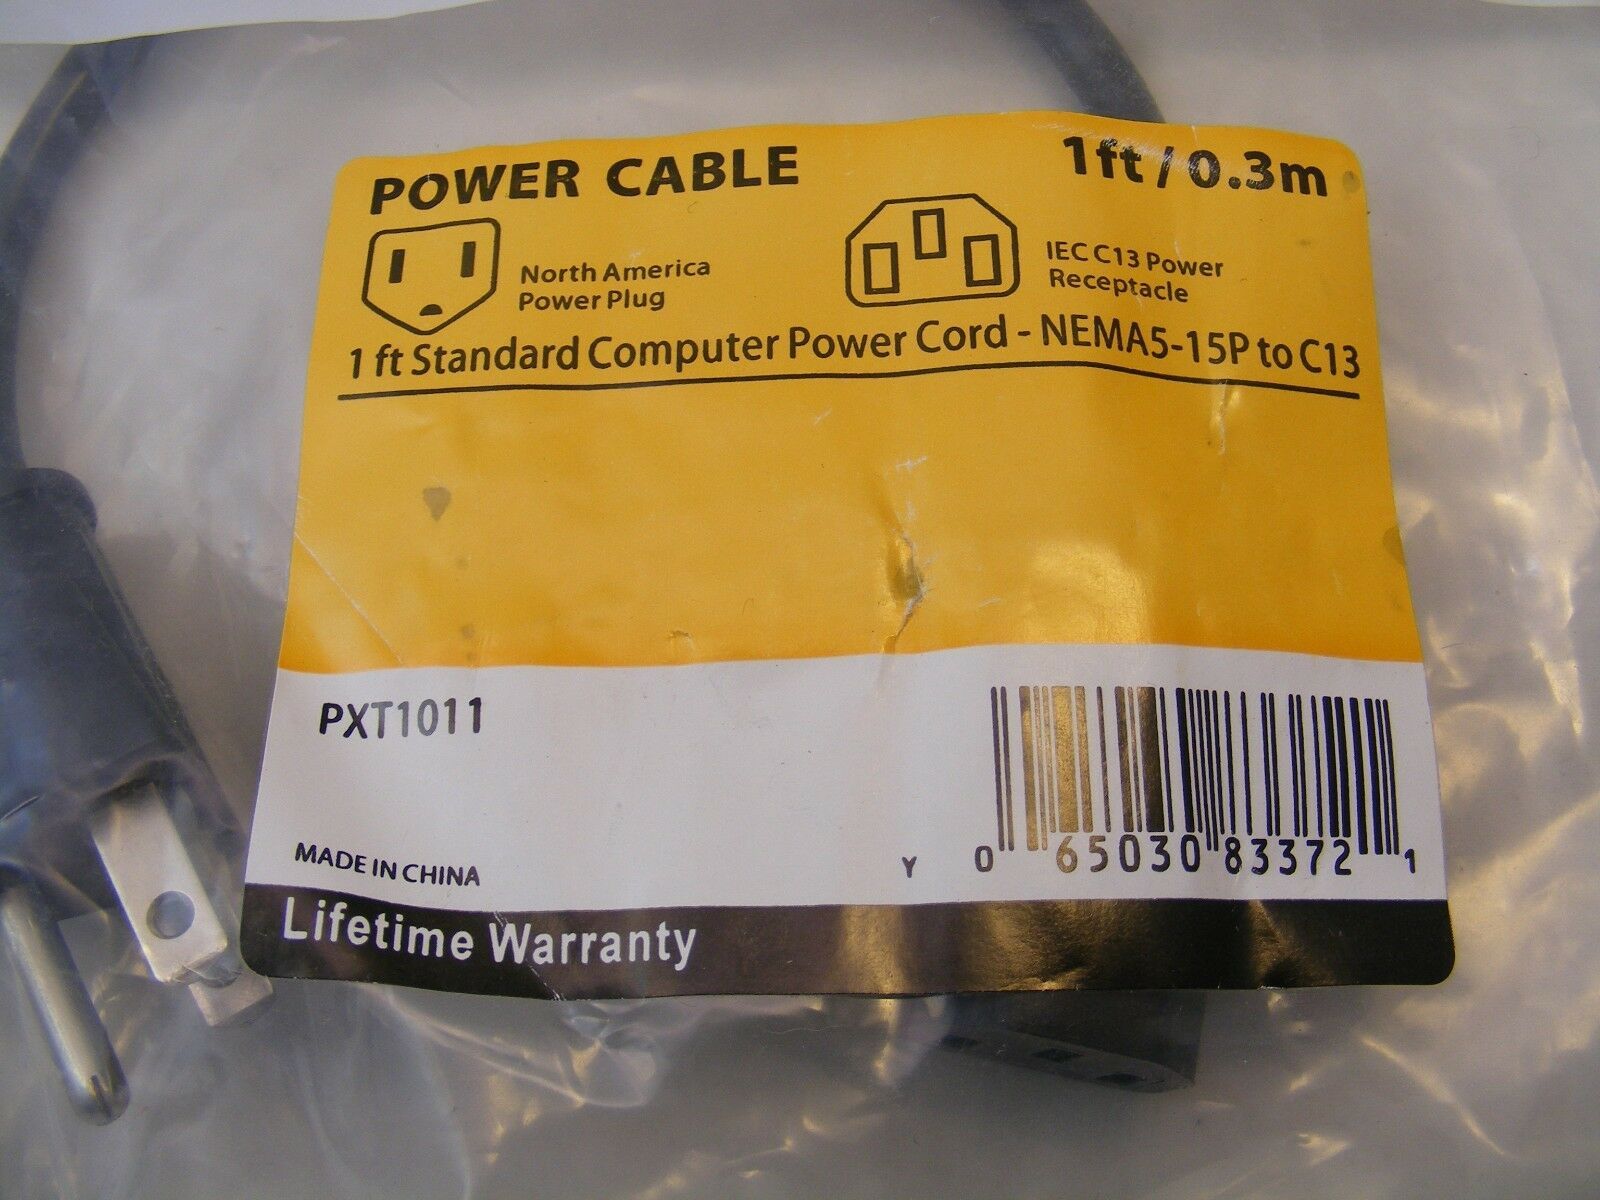 POWER CABLE 1ft / 0.3m
North America
Power Plug
IEC C13 Power
Receptacle
1 ft Standard Computer Power Cord - NEMA5-15P to C13
PXT1011
MADE IN CHINA
Y 0 65030 83372 1
Lifetime Warranty